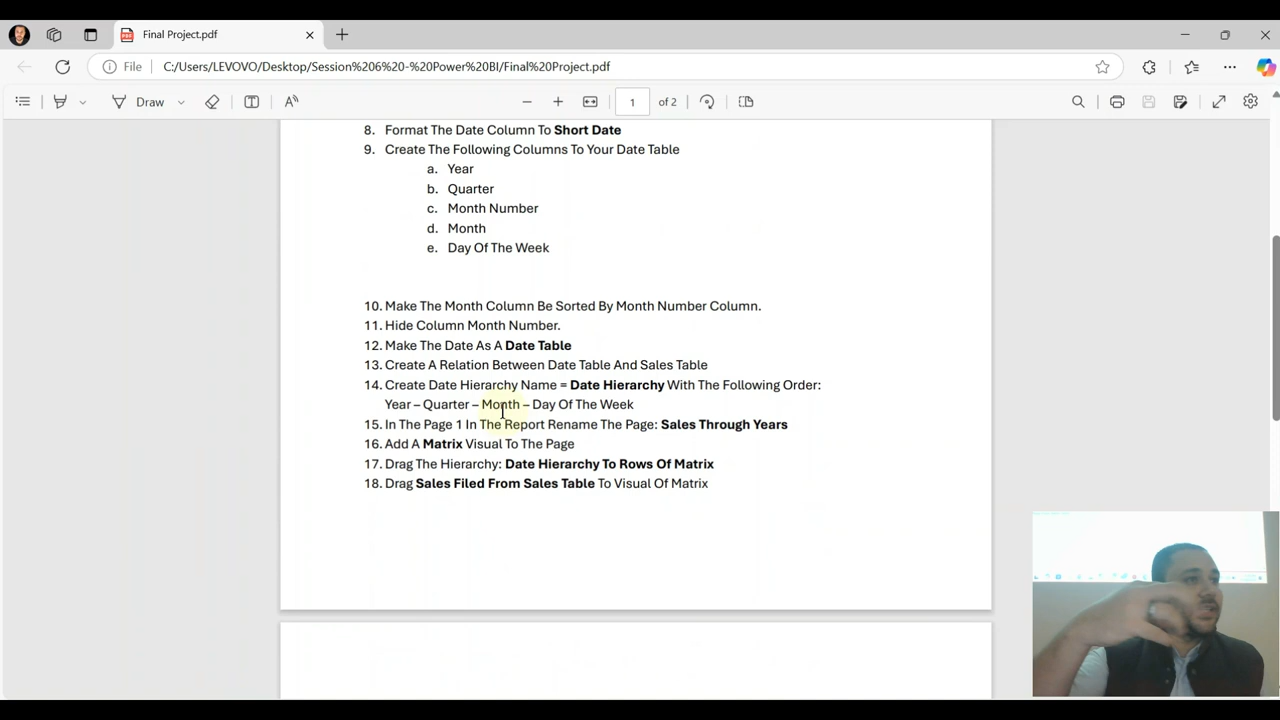 Final Project.pdf
File
C:/Users/LEVOVO/Desktop/Session%206%20-%20Power%20BI/Final%20Project.pdf
Draw
1
of 2
8. Format The Date Column To Short Date
9. Create The Following Columns To Your Date Table
a. Year
b. Quarter
c. Month Number
d. Month
e. Day Of The Week
10. Make The Month Column Be Sorted By Month Number Column.
11. Hide Column Month Number.
12. Make The Date As A Date Table
13. Create A Relation Between Date Table And Sales Table
14. Create Date Hierarchy Name = Date Hierarchy With The Following Order:
Year – Quarter – Month – Day Of The Week
15. In The Page 1 In The Report Rename The Page: Sales Through Years
16. Add A Matrix Visual To The Page
17. Drag The Hierarchy: Date Hierarchy To Rows Of Matrix
18. Drag Sales Filed From Sales Table To Visual Of Matrix